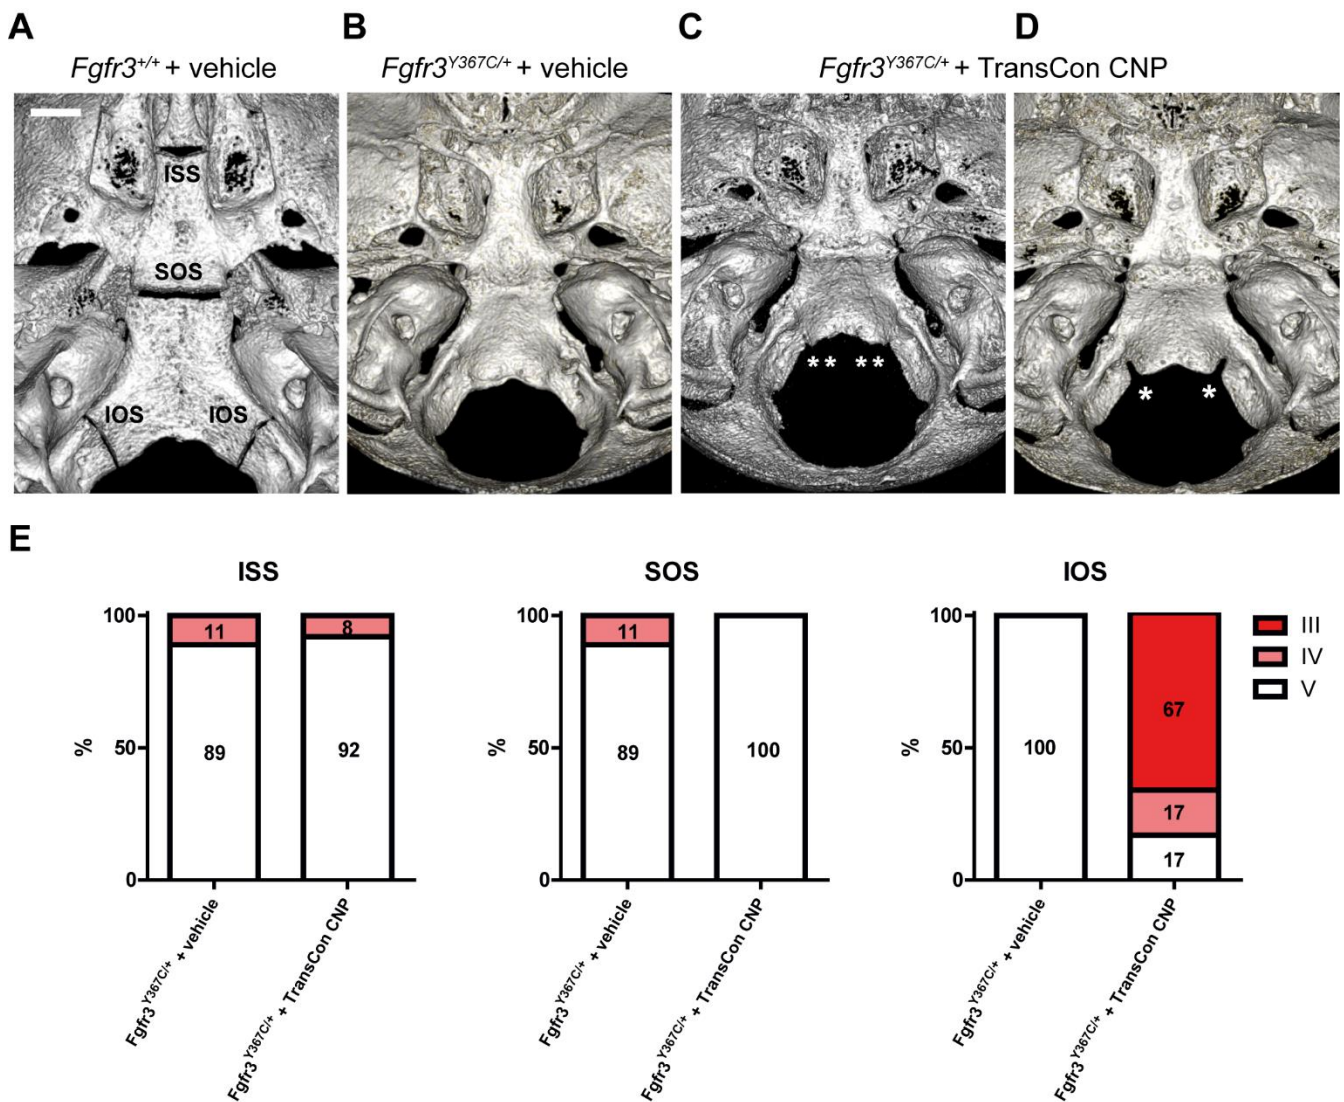 A
B
C
D
Fgfr3+/+ + vehicle
Fgfr3Y367C/+ + vehicle
Fgfr3Y367C/+ + TransCon CNP
ISS
SOS
IOS
IOS
** **
* *
E
ISS
SOS
IOS
100
50
0
%
11
89
8
92
Fgfr3 Y367C/+ + vehicle
Fgfr3 Y367C/+ + TransCon CNP
100
50
0
%
11
89
100
Fgfr3 Y367C/+ + vehicle
Fgfr3 Y367C/+ + TransCon CNP
100
50
0
%
100
67
17
17
Fgfr3 Y367C/+ + vehicle
Fgfr3 Y367C/+ + TransCon CNP
III
IV
V